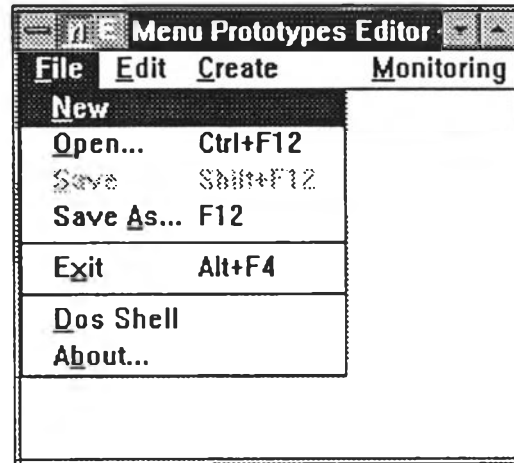 Menu Prototypes Editor -
File Edit Create Monitoring
New
Open... Ctrl+F12
Save Shift+F12
Save As... F12
Exit Alt+F4
Dos Shell
About...